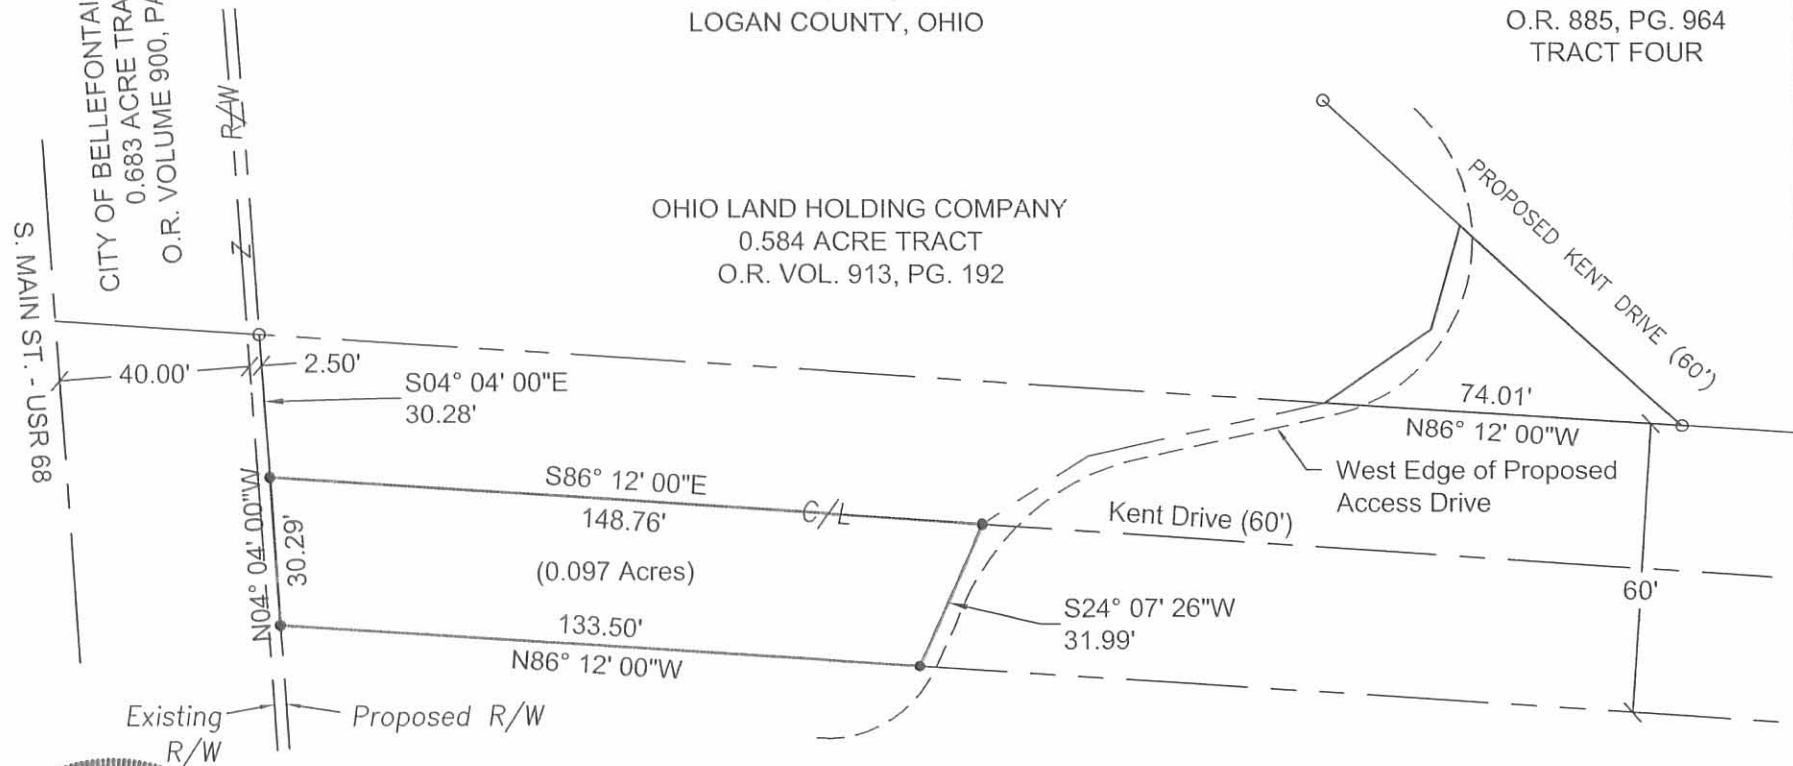 LOGAN COUNTY, OHIO
O.R. 885, PG. 964
TRACT FOUR
CITY OF BELLEFONTAI
0.683 ACRE TRA
O.R. VOLUME 900, PA
R/W
Z
S. MAIN ST. - USR 68
OHIO LAND HOLDING COMPANY
0.584 ACRE TRACT
O.R. VOL. 913, PG. 192
PROPOSED KENT DRIVE (60')
40.00'
2.50'
S04° 04' 00"E
30.28'
74.01'
N86° 12' 00"W
West Edge of Proposed
Access Drive
S86° 12' 00"E
148.76'
C/L
Kent Drive (60')
N04° 04' 00"W
30.29'
(0.097 Acres)
60'
S24° 07' 26"W
31.99'
133.50'
N86° 12' 00"W
Existing
R/W
Proposed R/W